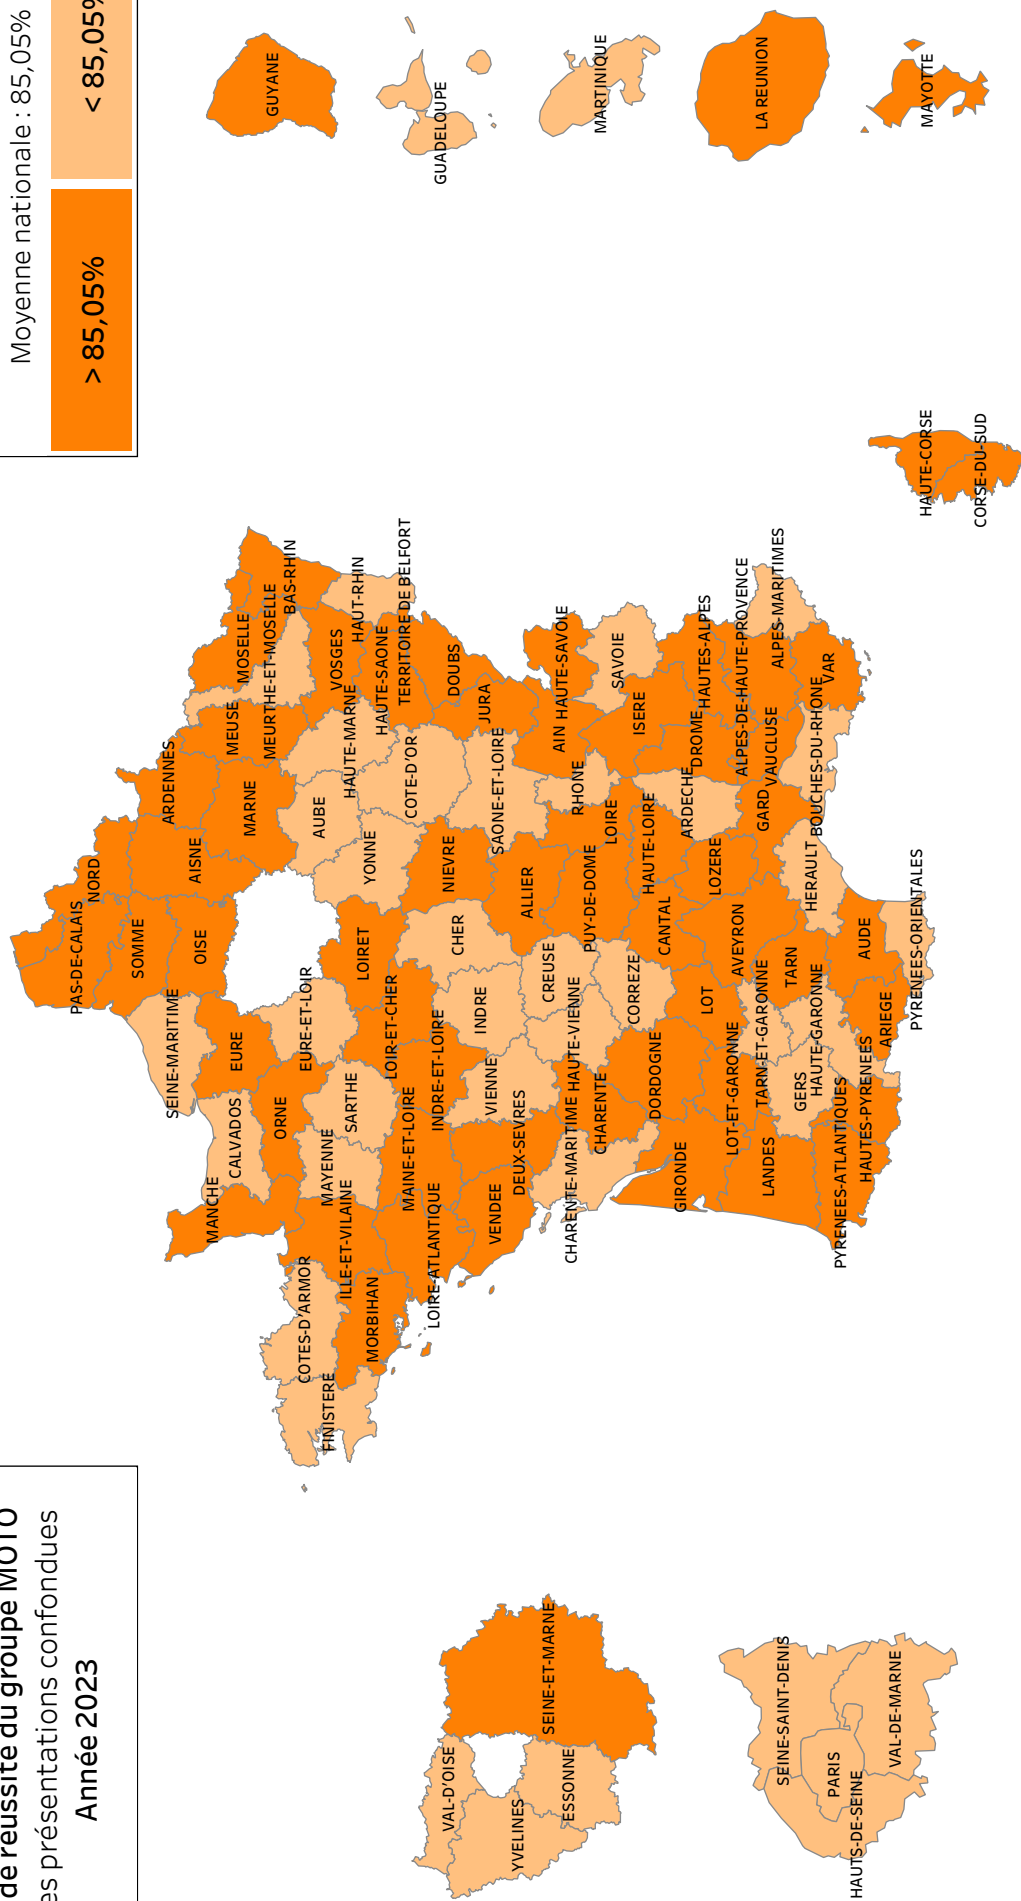 de réussite du groupe MOTO
es présentations confondues
Année 2023
Moyenne nationale : 85,05%
> 85,05%
< 85,05%
PAS-DE-CALAIS
NORD
SOMME
SEINE-MARITIME
OISE
AISNE
ARDENNES
MANCHE
CALVADOS
EURE
MARNE
MEUSE
MOSELLE
MEURTHE-ET-MOSELLE
BAS-RHIN
ORNE
EURE-ET-LOIR
FINISTERE
COTES-D'ARMOR
ILLE-ET-VILAINE
MAYENNE
SARTHE
AUBE
HAUTE-MARNE
VOSGES
HAUT-RHIN
MORBIHAN
LOIRET
YONNE
HAUTE-SAONE
TERRITOIRE DE BELFORT
LOIRE-ATLANTIQUE
MAINE-ET-LOIRE
LOIR-ET-CHER
INDRE-ET-LOIRE
COTE-D'OR
DOUBS
CHER
NIEVRE
JURA
VENDEE
DEUX-SEVRES
VIENNE
INDRE
SAONE-ET-LOIRE
ALLIER
CREUSE
AIN
HAUTE-SAVOIE
CHARENTE-MARITIME
CHARENTE
HAUTE-VIENNE
PUY-DE-DOME
RHONE
LOIRE
SAVOIE
CORREZE
ISERE
DORDOGNE
CANTAL
HAUTE-LOIRE
ARDECHE
DROME
HAUTES-ALPES
GIRONDE
LOT
LOZERE
LOT-ET-GARONNE
AVEYRON
TARN-ET-GARONNE
LANDES
GARD
VAUCLUSE
ALPES-DE-HAUTE-PROVENCE
ALPES-MARITIMES
TARN
GERS
HAUTE-GARONNE
HERAULT
BOUCHES-DU-RHONE
VAR
PYRENEES-ATLANTIQUES
HAUTES-PYRENEES
ARIEGE
AUDE
PYRENEES-ORIENTALES
HAUTE-CORSE
CORSE-DU-SUD
VAL-D'OISE
YVELINES
ESSONNE
SEINE-ET-MARNE
SEINE-SAINT-DENIS
PARIS
HAUTS-DE-SEINE
VAL-DE-MARNE
GUYANE
GUADELOUPE
MARTINIQUE
LA REUNION
MAYOTTE